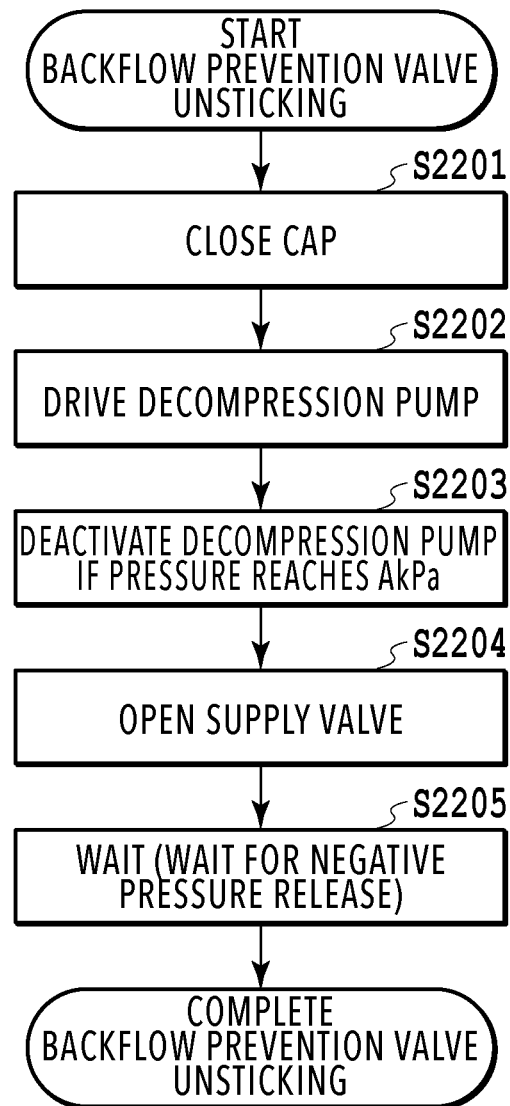 START
BACKFLOW PREVENTION VALVE
UNSTICKING
S2201
CLOSE CAP
S2202
DRIVE DECOMPRESSION PUMP
S2203
DEACTIVATE DECOMPRESSION PUMP
IF PRESSURE REACHES AkPa
S2204
OPEN SUPPLY VALVE
S2205
WAIT (WAIT FOR NEGATIVE
PRESSURE RELEASE)
COMPLETE
BACKFLOW PREVENTION VALVE
UNSTICKING